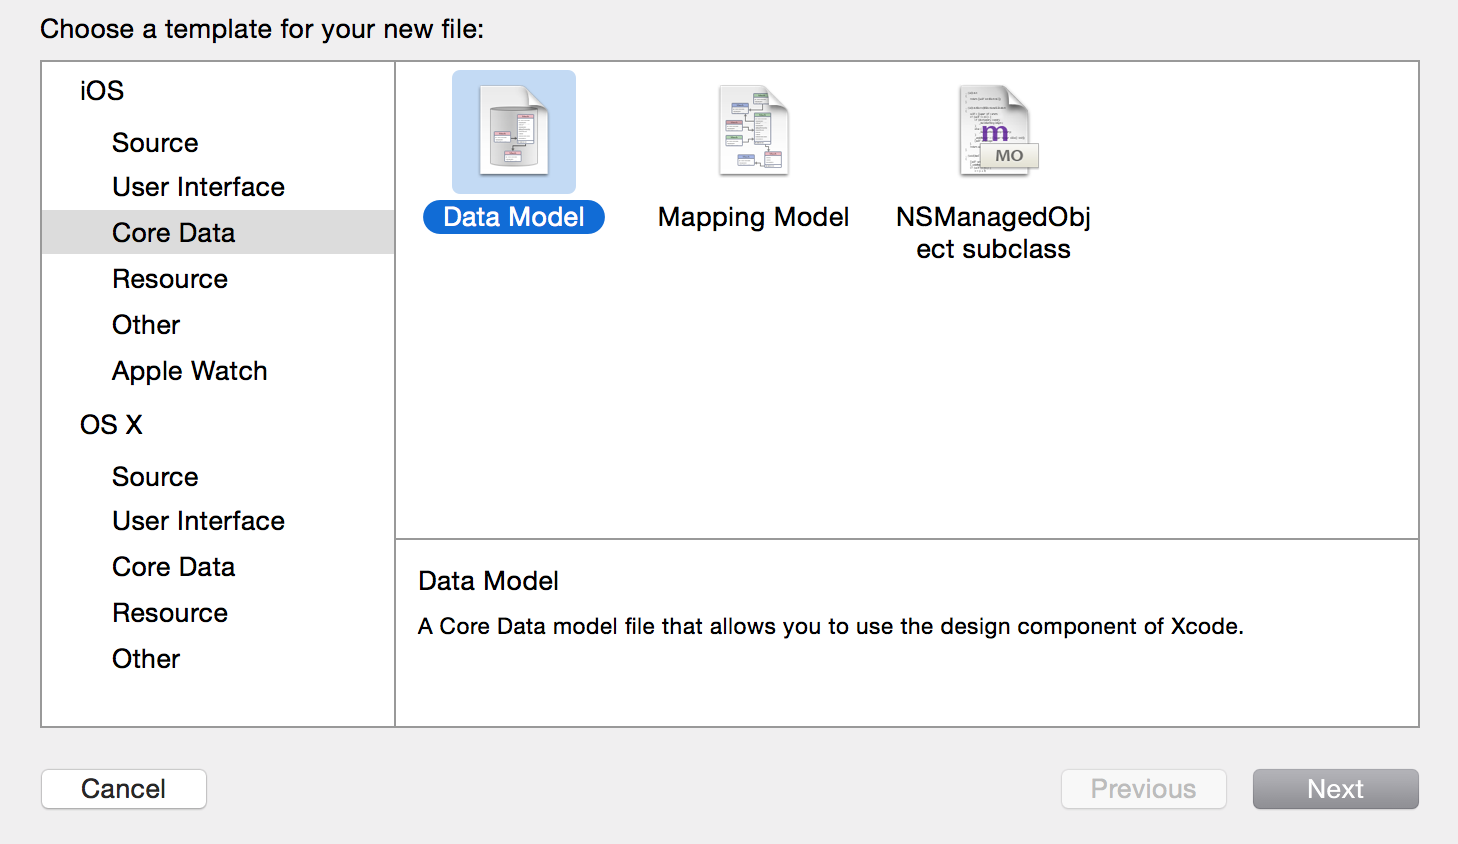 Choose a template for your new file:
iOS
Source
User Interface
Core Data
Resource
Other
Apple Watch
OS X
Source
User Interface
Core Data
Resource
Other
Data Model
Mapping Model
m
MO
NSManagedObj
ect subclass
Data Model
A Core Data model file that allows you to use the design component of Xcode.
Cancel
Previous
Next